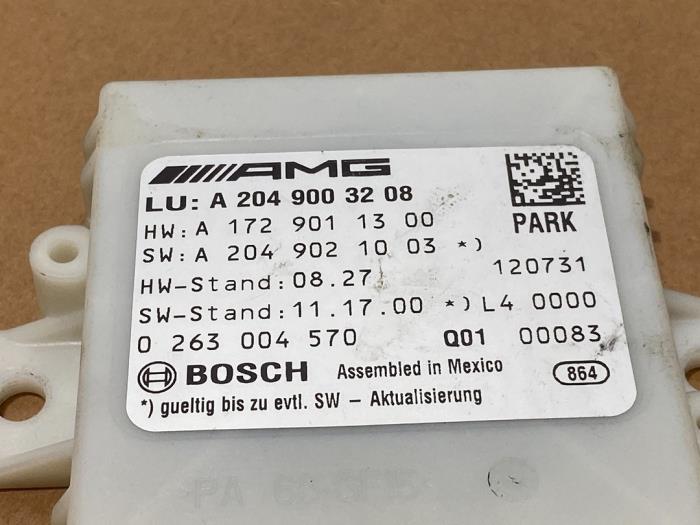 AMG
LU: A 204 900 32 08
PARK
HW: A 172 901 13 00
SW: A 204 902 10 03 *)
120731
HW-Stand: 08.27
SW-Stand: 11.17.00 *) L4 0000
0 263 004 570 Q01 00083
BOSCH Assembled in Mexico 864
*) gueltig bis zu evtl. SW - Aktualisierung